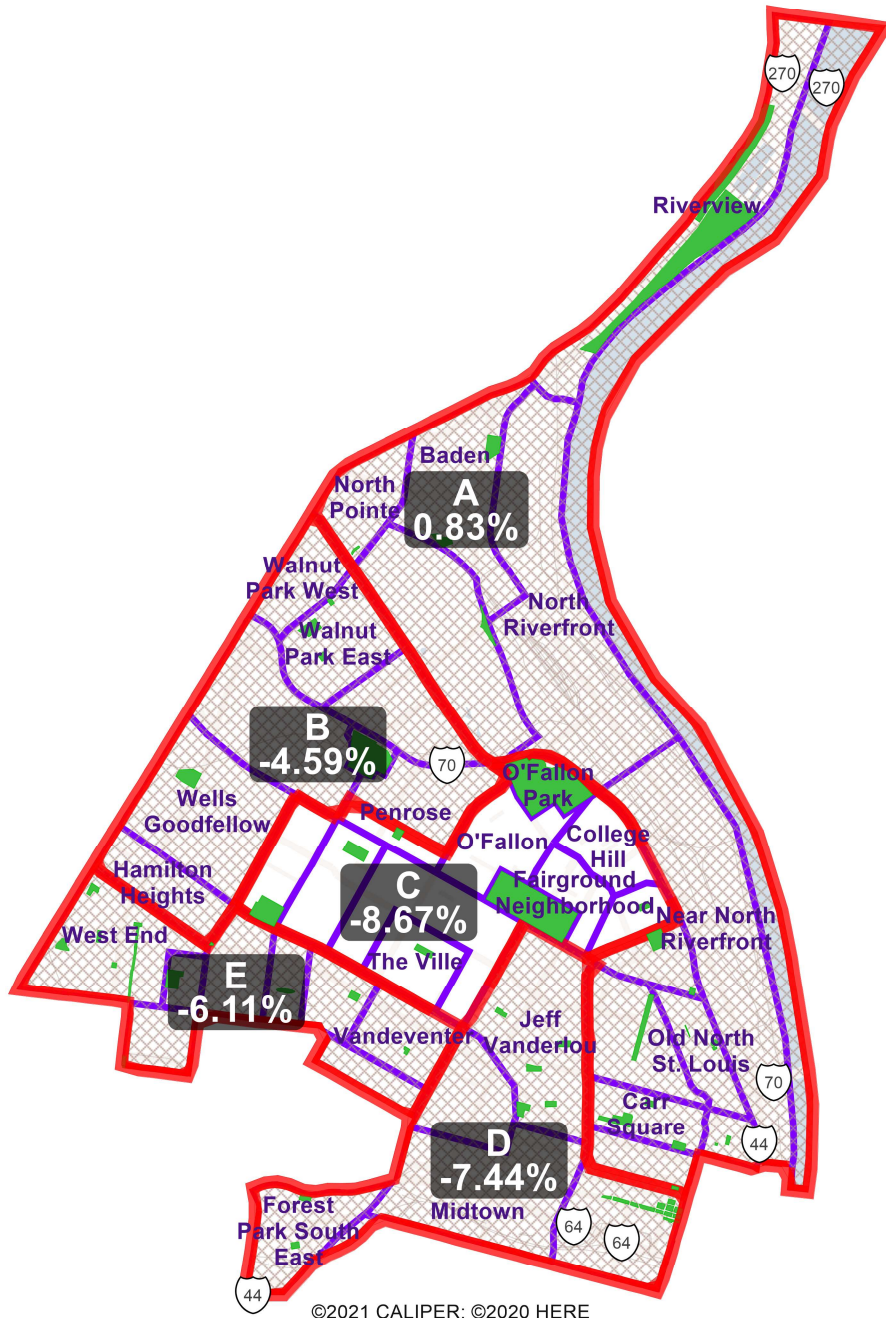 270
270
Riverview
Baden
A
0.83%
North
Pointe
Walnut
Park West
North
Riverfront
Walnut
Park East
B
-4.59%
70
O'Fallon
Park
Wells
Goodfellow
Penrose
O'Fallon
College
Hill
Hamilton
Heights
C
-8.67%
Fairground
Neighborhood
Near North
Riverfront
West End
The Ville
E
-6.11%
Vandeventer
Jeff
Vanderlou
Old North
St. Louis
70
Carr
Square
44
D
-7.44%
Midtown
Forest
Park South
East
64
64
44
©2021 CALIPER; ©2020 HERE